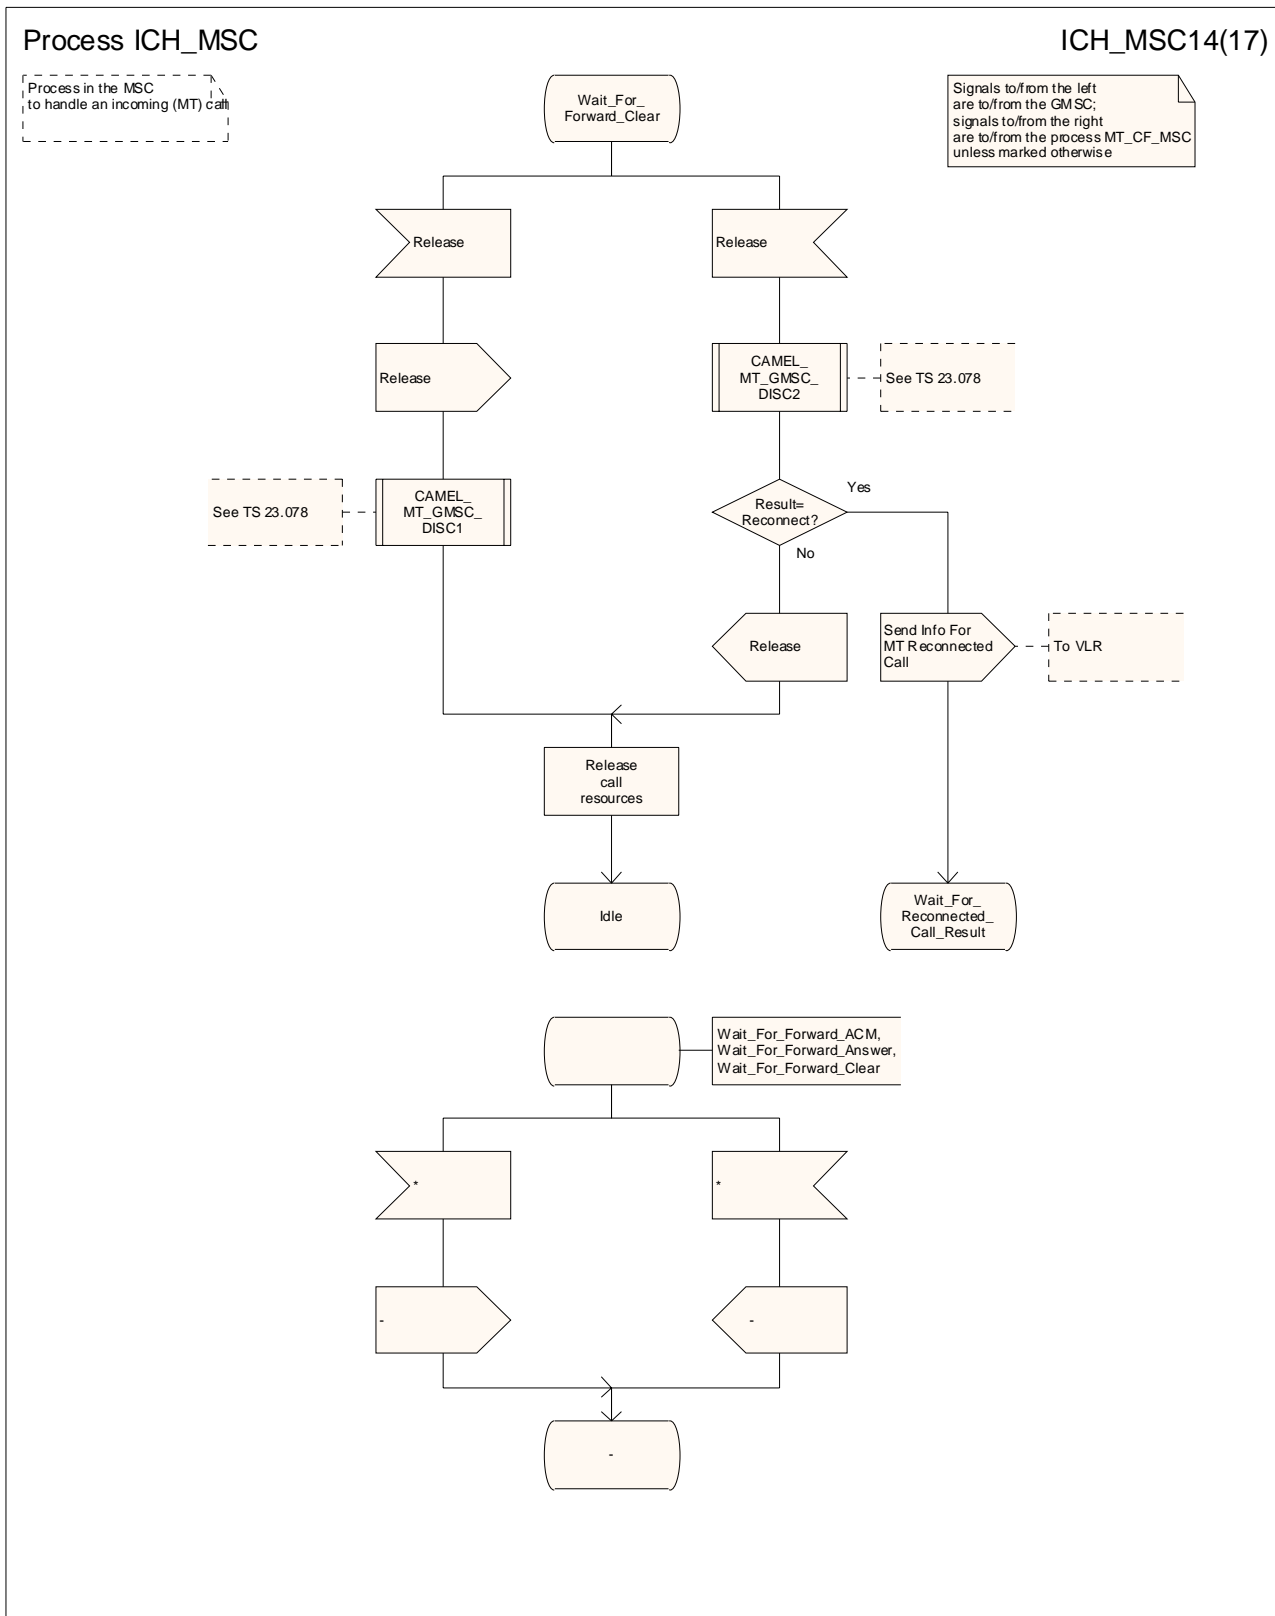 Process ICH_MSC
ICH_MSC14(17)
Process in the MSC
to handle an incoming (MT) call
Wait_For_
Forward_Clear
Signals to/from the left
are to/from the GMSC;
signals to/from the right
are to/from the process MT_CF_MSC
unless marked otherwise
Release
Release
Release
CAMEL_
MT_GMSC_
DISC2
See TS 23.078
See TS 23.078
CAMEL_
MT_GMSC_
DISC1
Result=
Reconnect?
Yes
No
Release
Send Info For
MT Reconnected
Call
To VLR
Release
call
resources
Idle
Wait_For_
Reconnected_
Call_Result
Wait_For_Forward_ACM,
Wait_For_Forward_Answer,
Wait_For_Forward_Clear
*
*
-
-
-